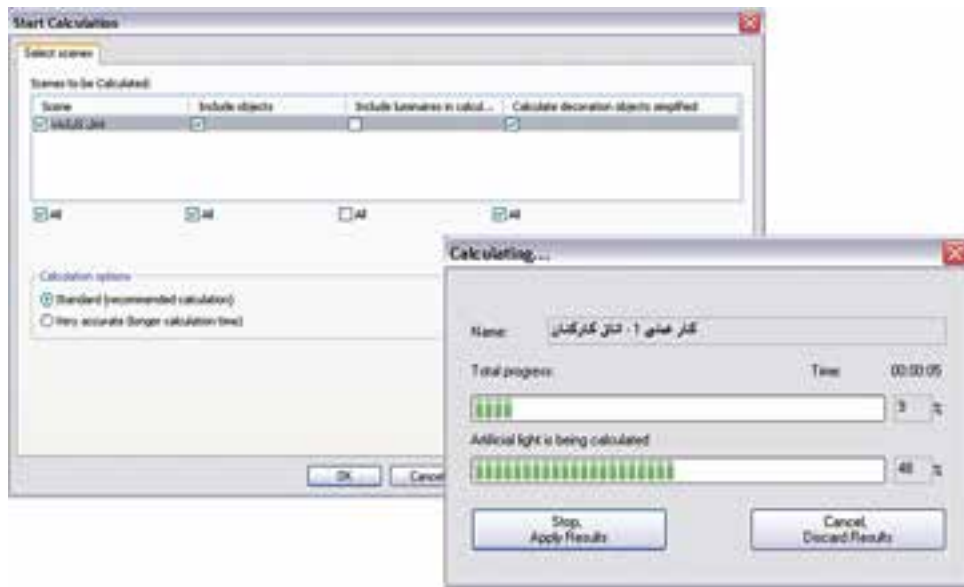 Start Calculation
Select scenes
Scenes to be Calculated:
Scene Include objects Include luminaires in calcul... Calculate decoration objects simplified
All All All All
Calculation options
Standard (recommended calculation)
Very accurate (longer calculation time)
OK Cancel
Calculating...
Name: کار عملی 1 - اتاق کارکنان
Total progress: Time: 00:00:05
9 %
Artificial light is being calculated
48 %
Stop, Apply Results
Cancel, Discard Results